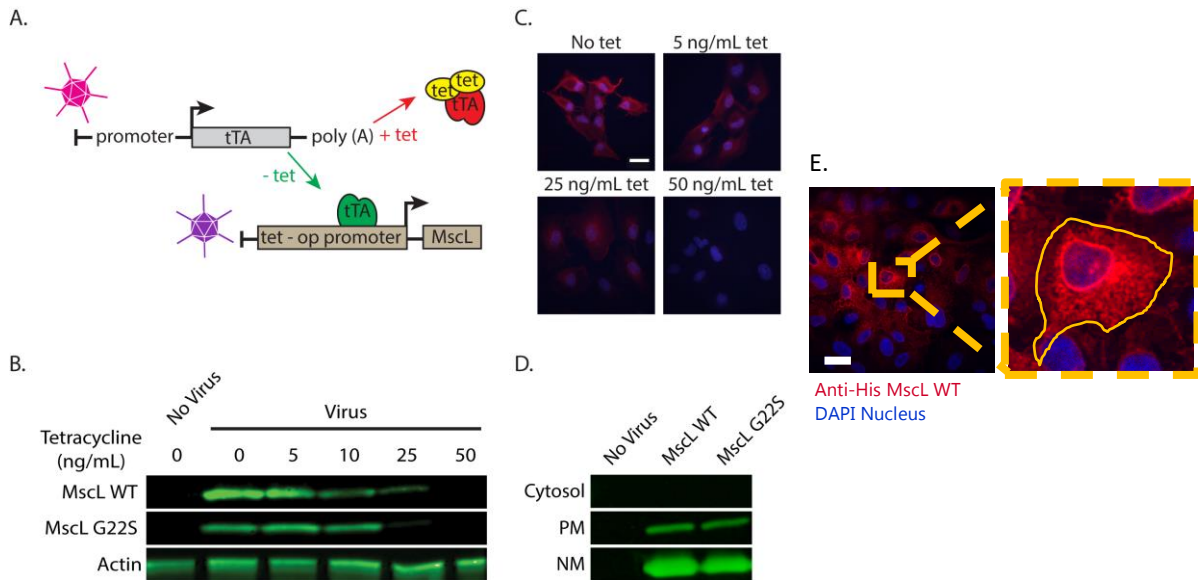 A.
promoter
tTA
poly (A)
+ tet
tet
tet
tTA
- tet
tTA
tet - op promoter
MscL
B.
No Virus
Virus
Tetracycline
(ng/mL)
0 0 5 10 25 50
MscL WT
MscL G22S
Actin
C.
No tet
5 ng/mL tet
25 ng/mL tet
50 ng/mL tet
D.
No Virus
MscL WT
MscL G22S
Cytosol
PM
NM
E.
Anti-His MscL WT
DAPI Nucleus